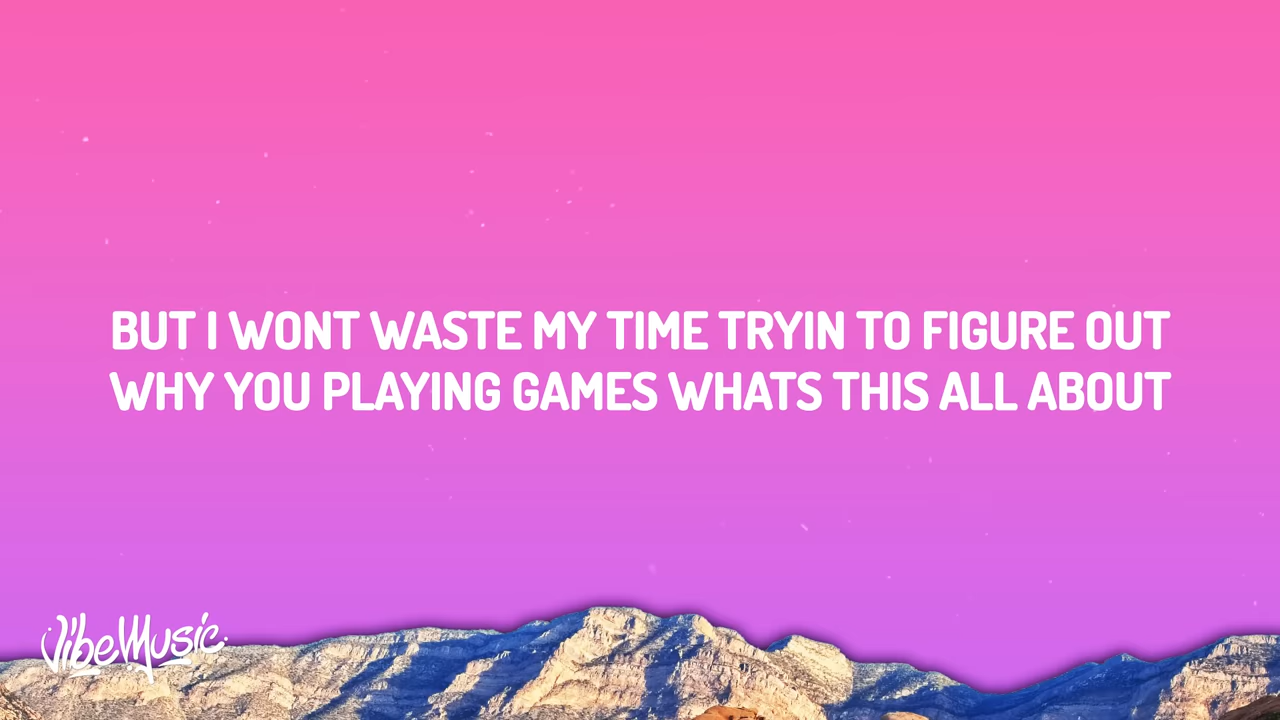 BUT I WONT WASTE MY TIME TRYIN TO FIGURE OUT
WHY YOU PLAYING GAMES WHATS THIS ALL ABOUT
VibeMusic